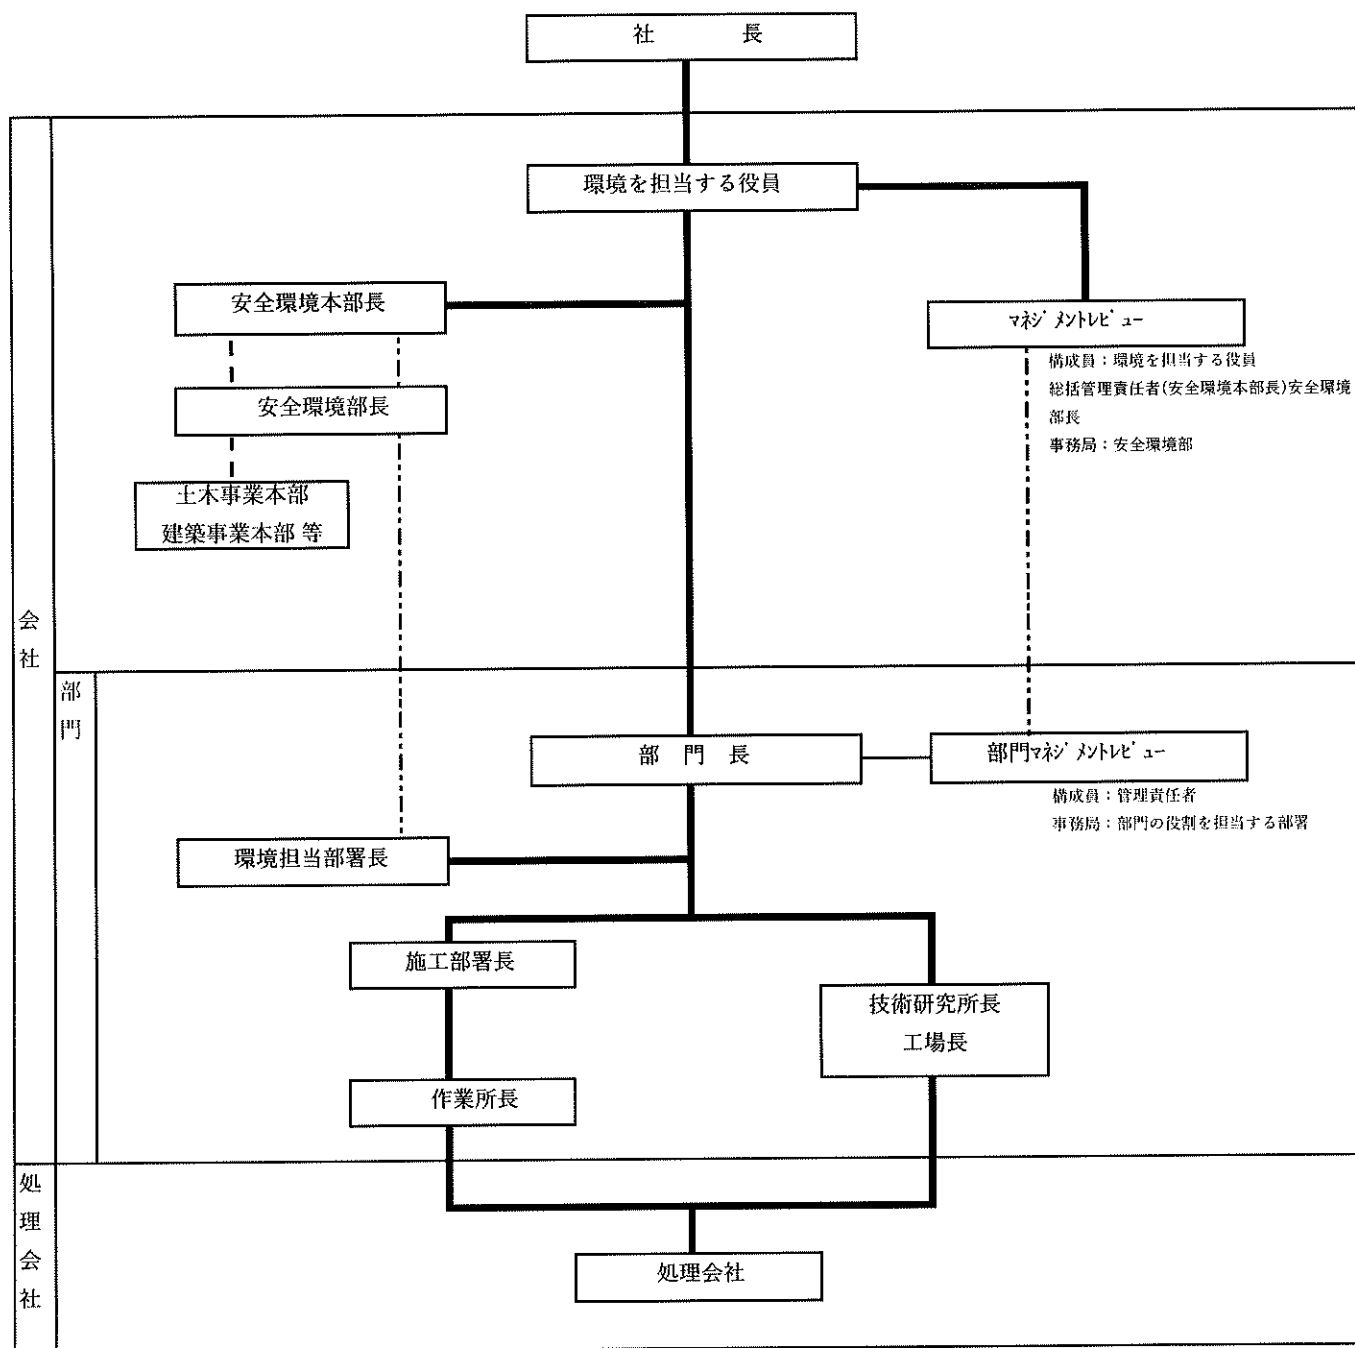 社　長
環境を担当する役員
安全環境本部長
ﾏﾈｼﾞﾒﾝﾄﾚﾋﾞｭｰ
構成員：環境を担当する役員
総括管理責任者(安全環境本部長)安全環境
部長
事務局：安全環境部
安全環境部長
土木事業本部
建築事業本部 等
会社
部門
部　門　長
部門ﾏﾈｼﾞﾒﾝﾄﾚﾋﾞｭｰ
構成員：管理責任者
事務局：部門の役割を担当する部署
環境担当部署長
施工部署長
技術研究所長
工場長
作業所長
処理会社
処理会社